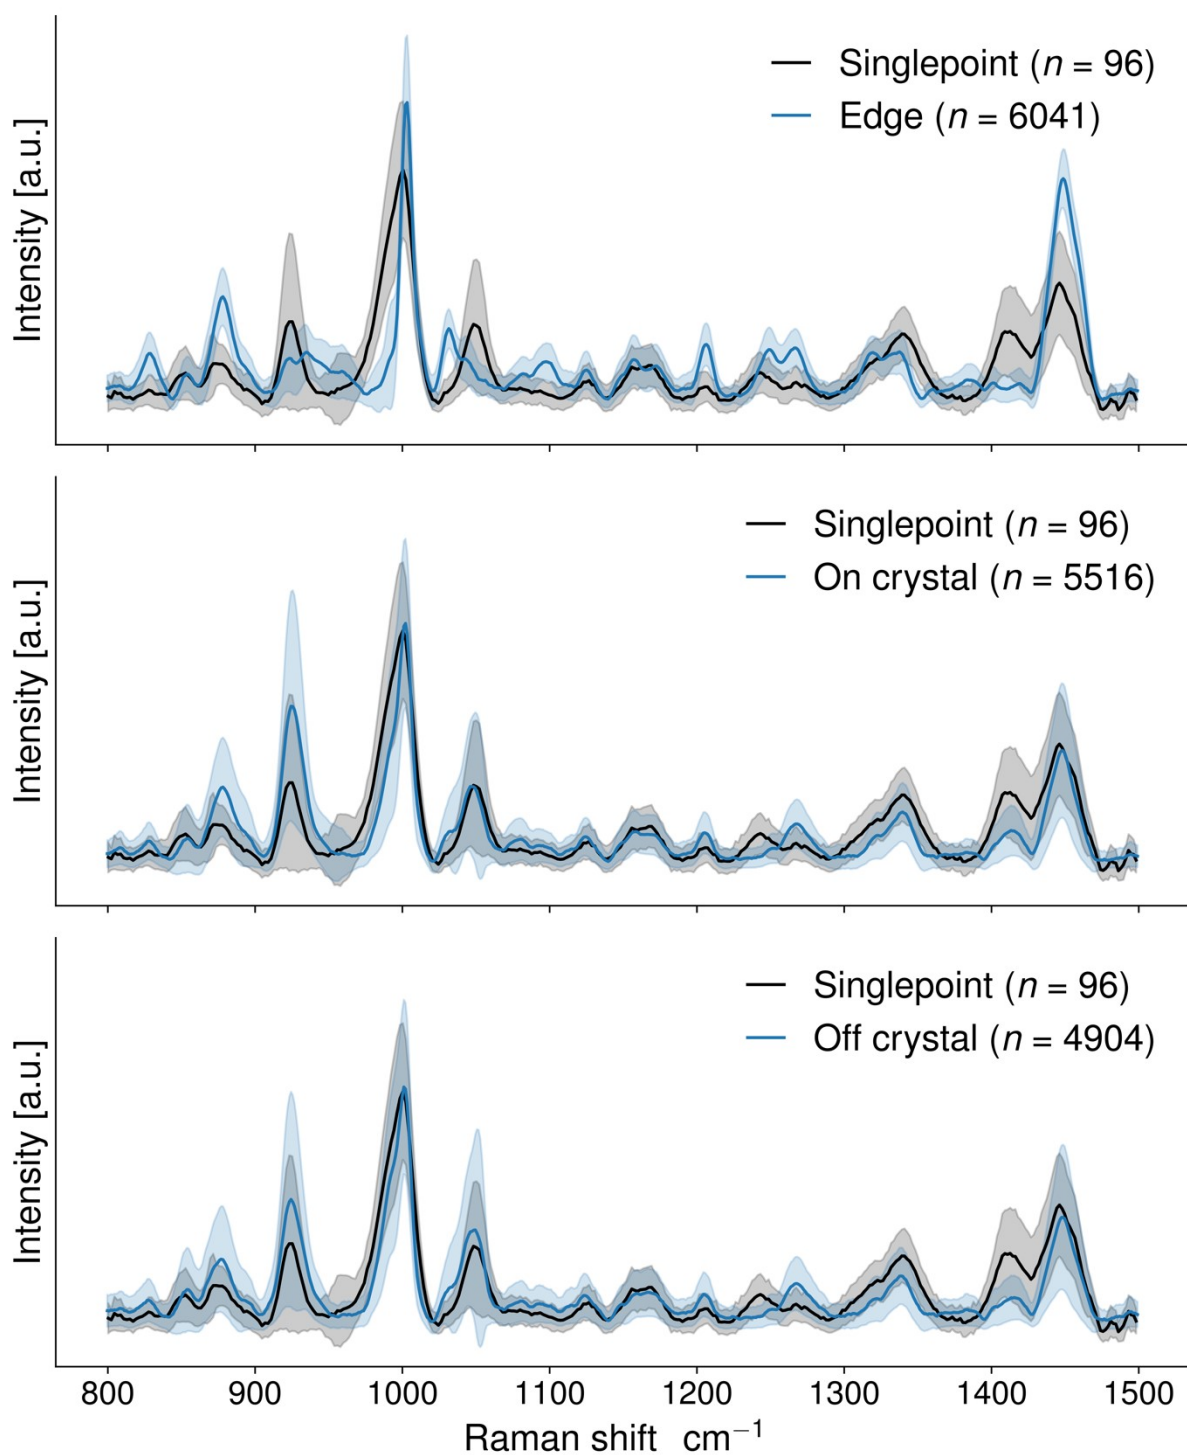 Intensity [a.u.]
Singlepoint (n = 96)
Edge (n = 6041)
Intensity [a.u.]
Singlepoint (n = 96)
On crystal (n = 5516)
Intensity [a.u.]
Singlepoint (n = 96)
Off crystal (n = 4904)
800 900 1000 1100 1200 1300 1400 1500
Raman shift cm⁻¹